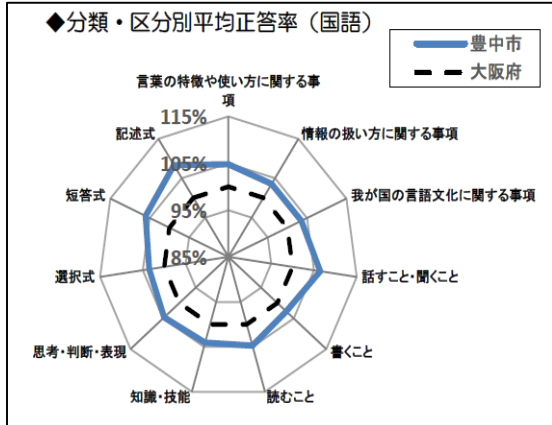 ◆分類・区分別平均正答率（国語）
豊中市
大阪府
言葉の特徴や使い方に関する事
項
115%
105%
95%
85%
情報の扱い方に関する事項
我が国の言語文化に関する事項
話すこと・聞くこと
書くこと
読むこと
知識・技能
思考・判断・表現
選択式
短答式
記述式